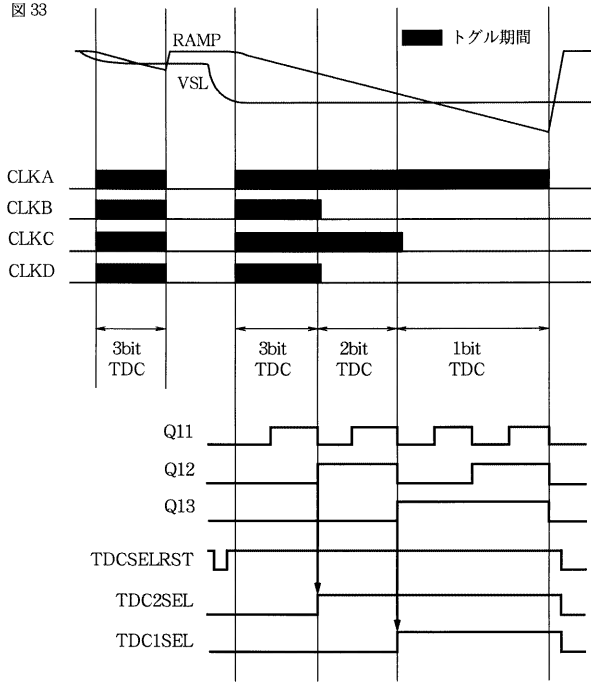 図33
RAMP
トグル期間
VSL
CLKA
CLKB
CLKC
CLKD
3bit
TDC
3bit
TDC
2bit
TDC
1bit
TDC
Q11
Q12
Q13
TDCSELRST
TDC2SEL
TDC1SEL